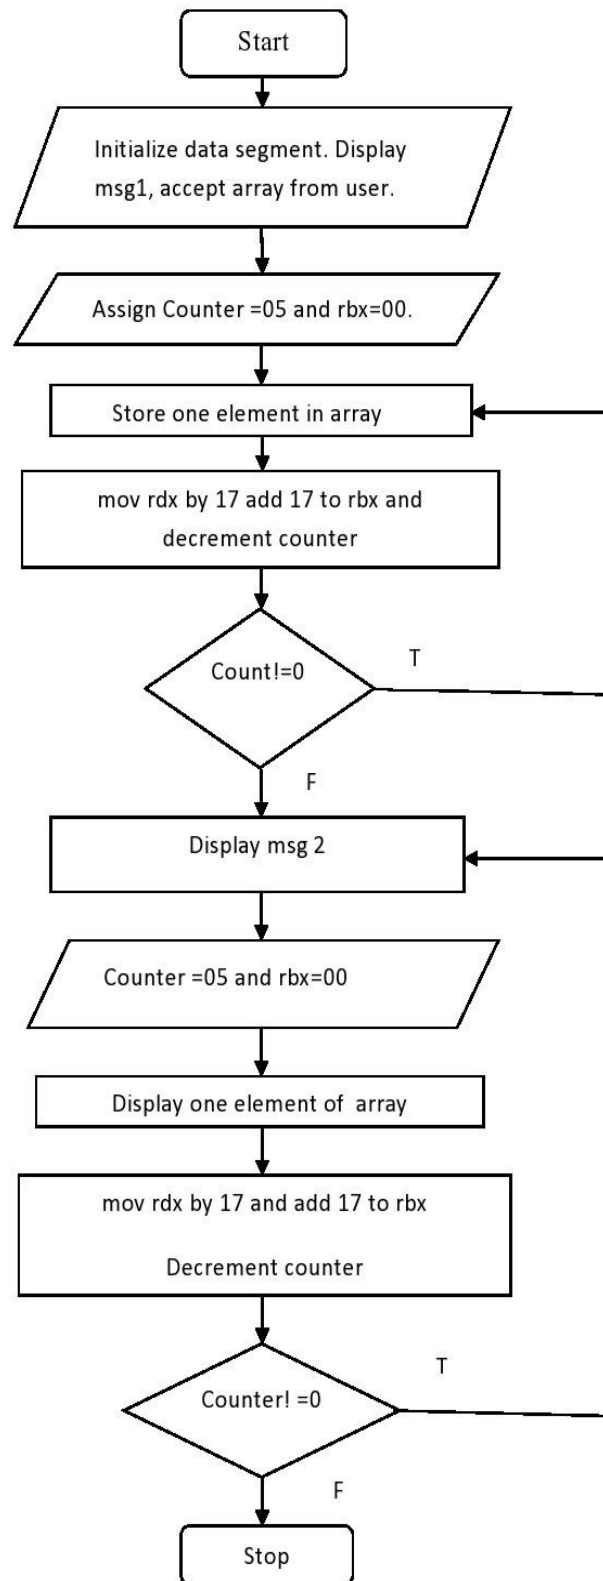 Start
Initialize data segment. Display
msg1, accept array from user.
Assign Counter =05 and rbx=00.
Store one element in array
mov rdx by 17 add 17 to rbx and
decrement counter
Count!=0
T
F
Display msg 2
Counter =05 and rbx=00
Display one element of array
mov rdx by 17 and add 17 to rbx
Decrement counter
Counter! =0
T
F
Stop